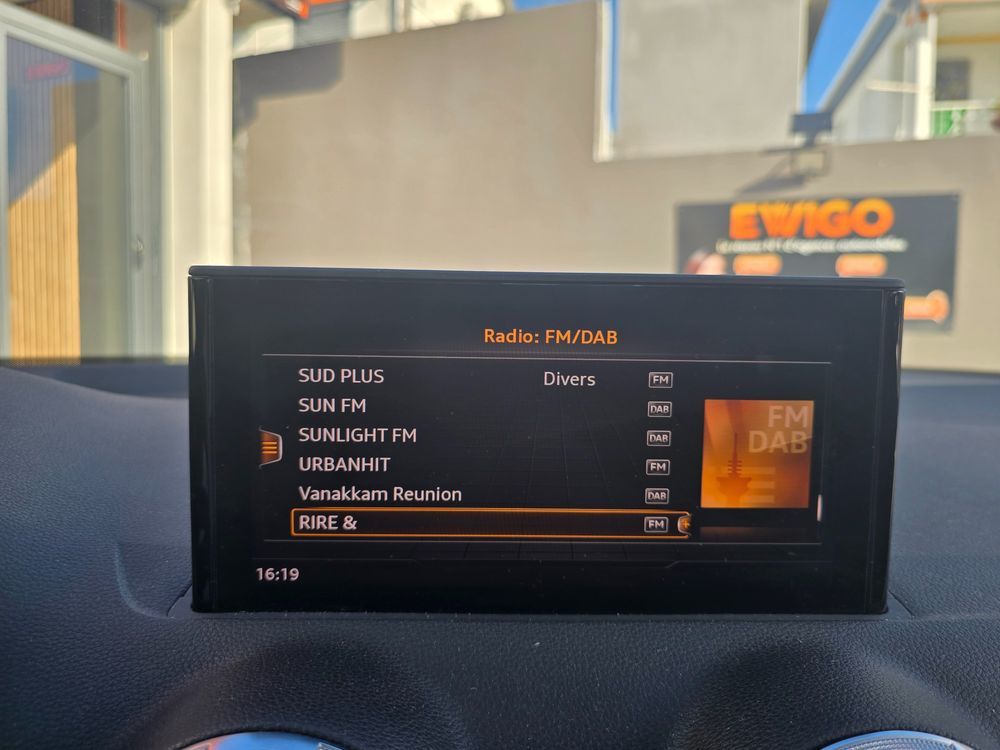 EWIGO
Radio: FM/DAB
SUD PLUS Divers FM
SUN FM DAB
SUNLIGHT FM DAB
URBANHIT FM
Vanakkam Reunion DAB
RIRE & FM
FM
DAB
16:19